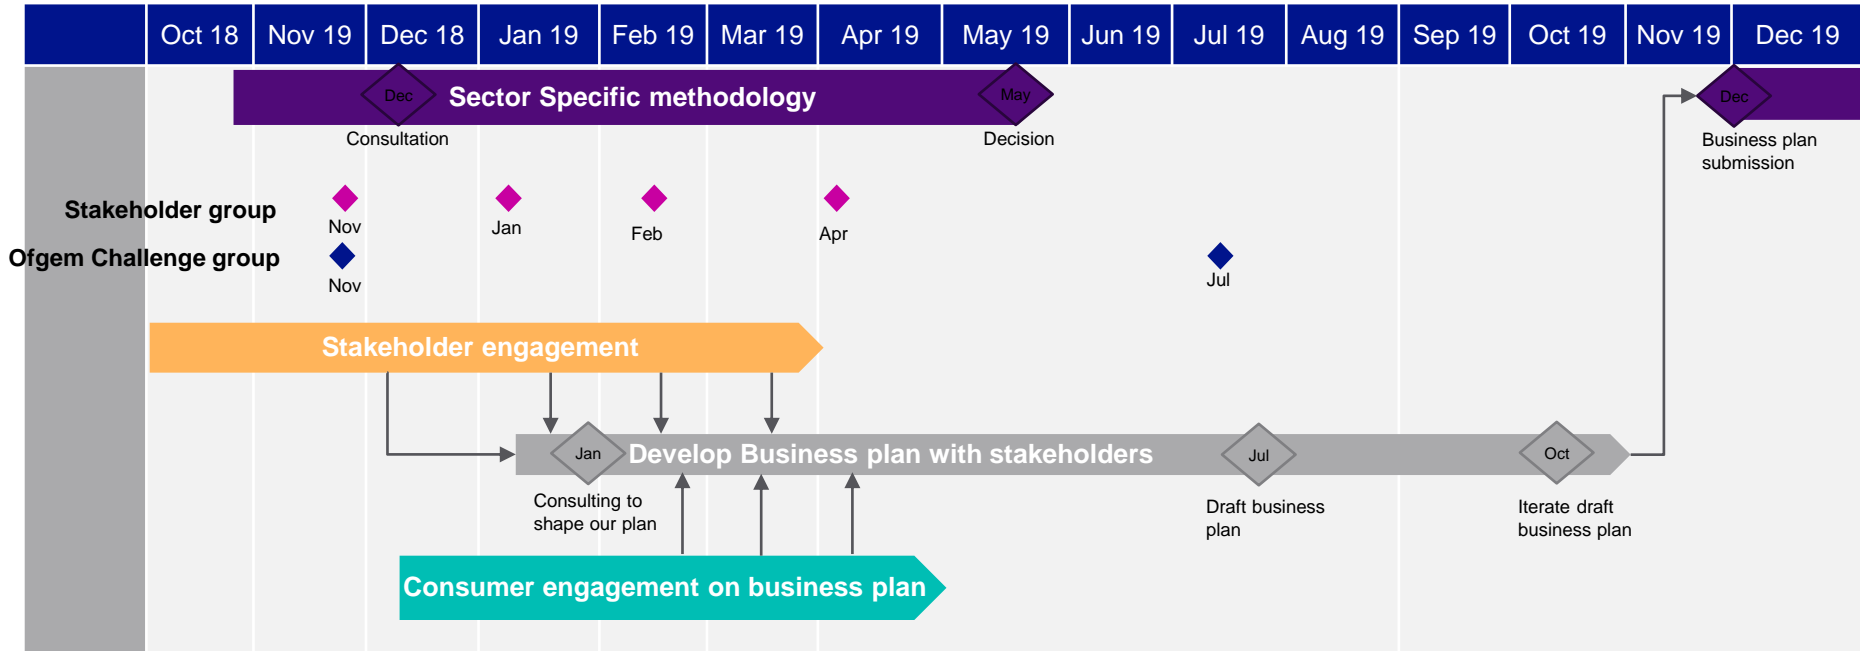 Oct 18 Nov 19 Dec 18 Jan 19 Feb 19 Mar 19 Apr 19 May 19 Jun 19 Jul 19 Aug 19 Sep 19 Oct 19 Nov 19 Dec 19
Dec Sector Specific methodology May Dec
Consultation Decision Business plan
submission
Stakeholder group
Nov Jan Feb Apr
Ofgem Challenge group
Nov Jul
Stakeholder engagement
Jan Develop Business plan with stakeholders Jul Oct
Consulting to
shape our plan
Draft business
plan
Iterate draft
business plan
Consumer engagement on business plan